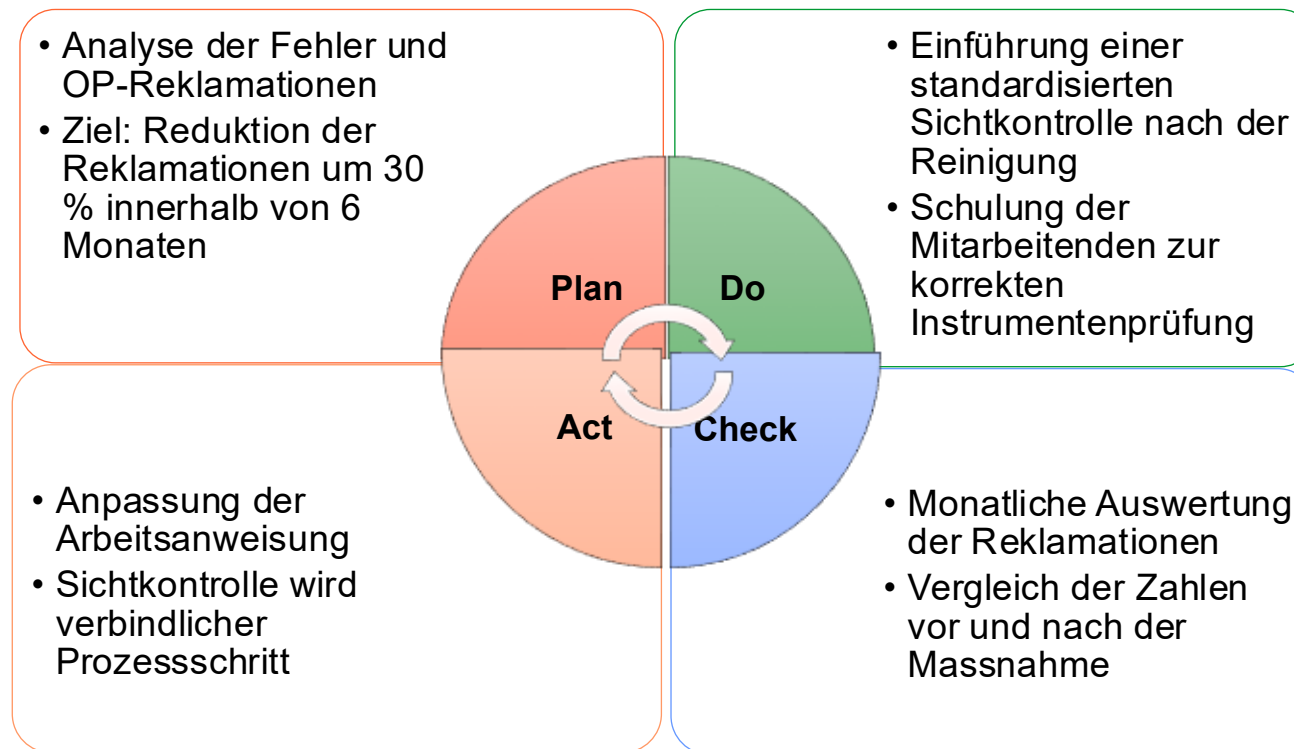 • Analyse der Fehler und
OP-Reklamationen
• Ziel: Reduktion der
Reklamationen um 30
% innerhalb von 6
Monaten
• Einführung einer
standardisierten
Sichtkontrolle nach der
Reinigung
• Schulung der
Mitarbeitenden zur
korrekten
Instrumentenprüfung
Plan
Do
Act
Check
• Anpassung der
Arbeitsanweisung
• Sichtkontrolle wird
verbindlicher
Prozessschritt
• Monatliche Auswertung
der Reklamationen
• Vergleich der Zahlen
vor und nach der
Massnahme